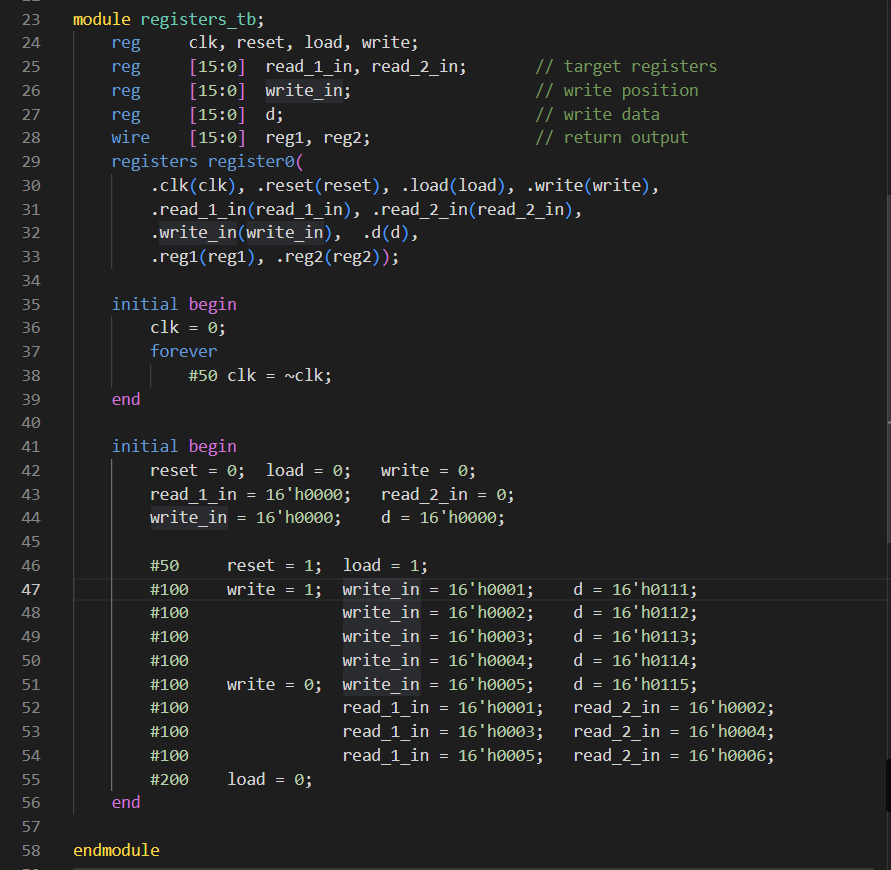 23 module registers_tb;
24     reg     clk, reset, load, write;
25     reg     [15:0]  read_1_in, read_2_in;       // target registers
26     reg     [15:0]  write_in;                   // write position
27     reg     [15:0]  d;                          // write data
28     wire    [15:0]  reg1, reg2;                 // return output
29     registers register0(
30         .clk(clk), .reset(reset), .load(load), .write(write),
31         .read_1_in(read_1_in), .read_2_in(read_2_in),
32         .write_in(write_in),  .d(d),
33         .reg1(reg1), .reg2(reg2));
34
35     initial begin
36         clk = 0;
37         forever
38             #50 clk = ~clk;
39     end
40
41     initial begin
42         reset = 0;  load = 0;   write = 0;
43         read_1_in = 16'h0000;   read_2_in = 0;
44         write_in = 16'h0000;    d = 16'h0000;
45
46         #50     reset = 1;  load = 1;
47         #100    write = 1;  write_in = 16'h0001;    d = 16'h0111;
48         #100                write_in = 16'h0002;    d = 16'h0112;
49         #100                write_in = 16'h0003;    d = 16'h0113;
50         #100                write_in = 16'h0004;    d = 16'h0114;
51         #100    write = 0;  write_in = 16'h0005;    d = 16'h0115;
52         #100                read_1_in = 16'h0001;   read_2_in = 16'h0002;
53         #100                read_1_in = 16'h0003;   read_2_in = 16'h0004;
54         #100                read_1_in = 16'h0005;   read_2_in = 16'h0006;
55         #200    load = 0;
56     end
57
58 endmodule